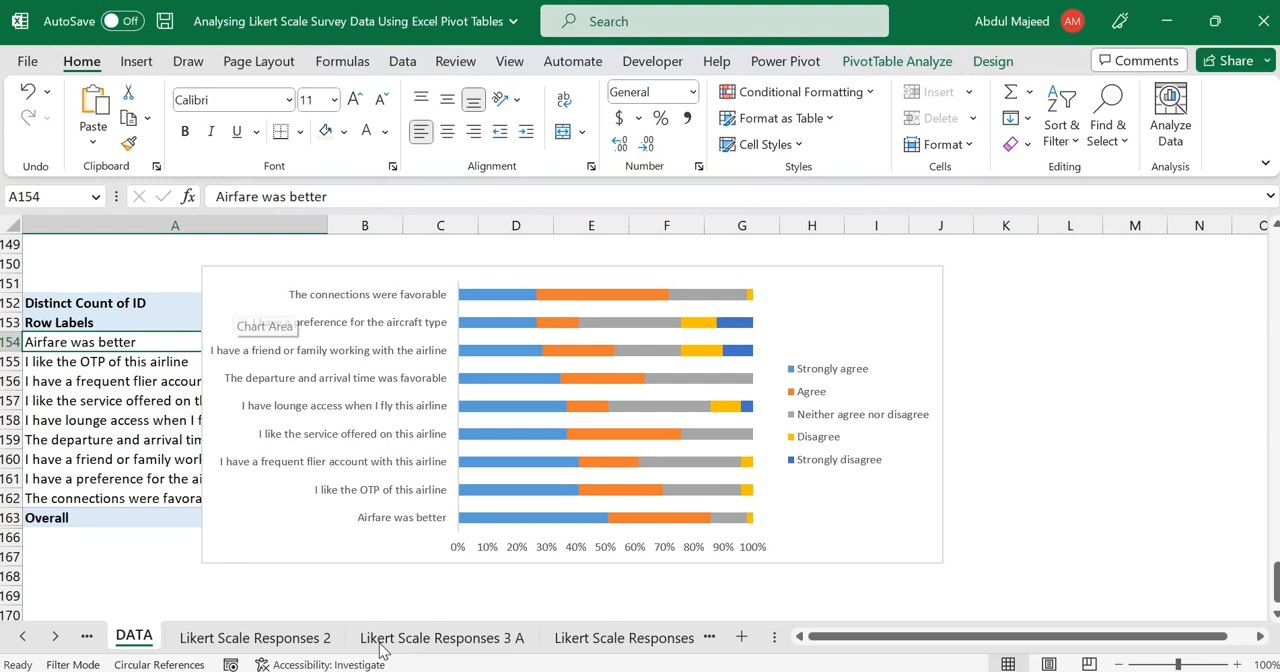 AutoSave Off Analysing Likert Scale Survey Data Using Excel Pivot Tables Search Abdul Majeed AM
File Home Insert Draw Page Layout Formulas Data Review View Automate Developer Help Power Pivot PivotTable Analyze Design Comments Share
Calibri 11 General Conditional Formatting Insert
Paste Format as Table Delete Sort & Filter Find & Select Analyze Data
B I U A $ % Cell Styles Format
Undo Clipboard Font Alignment Number Styles Cells Editing Analysis
A154 fx Airfare was better
A B C D E F G H I J K L M N
149
150
151
152 Distinct Count of ID
153 Row Labels
154 Airfare was better
155 I like the OTP of this airline
156 I have a frequent flier accour
157 I like the service offered on t
158 I have lounge access when I f
159 The departure and arrival tin
160 I have a friend or family worl
161 I have a preference for the ai
162 The connections were favora
163 Overall
166
167
168
169
170
The connections were favorable
Chart Area
preference for the aircraft type
I have a friend or family working with the airline
The departure and arrival time was favorable
I have lounge access when I fly this airline
I like the service offered on this airline
I have a frequent flier account with this airline
I like the OTP of this airline
Airfare was better
0% 10% 20% 30% 40% 50% 60% 70% 80% 90% 100%
Strongly agree
Agree
Neither agree nor disagree
Disagree
Strongly disagree
DATA Likert Scale Responses 2 Likert Scale Responses 3 A Likert Scale Responses
Ready Filter Mode Circular References Accessibility: Investigate 100%